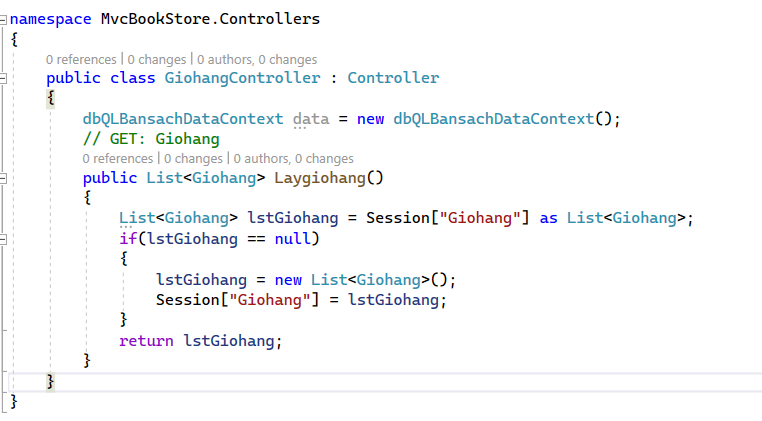 namespace MvcBookStore.Controllers
{
0 references | 0 changes | 0 authors, 0 changes
public class GiohangController : Controller
{
dbQLBansachDataContext data = new dbQLBansachDataContext();
// GET: Giohang
0 references | 0 changes | 0 authors, 0 changes
public List<Giohang> Laygiohang()
{
List<Giohang> lstGiohang = Session["Giohang"] as List<Giohang>;
if(lstGiohang == null)
{
lstGiohang = new List<Giohang>();
Session["Giohang"] = lstGiohang;
}
return lstGiohang;
}
}
}